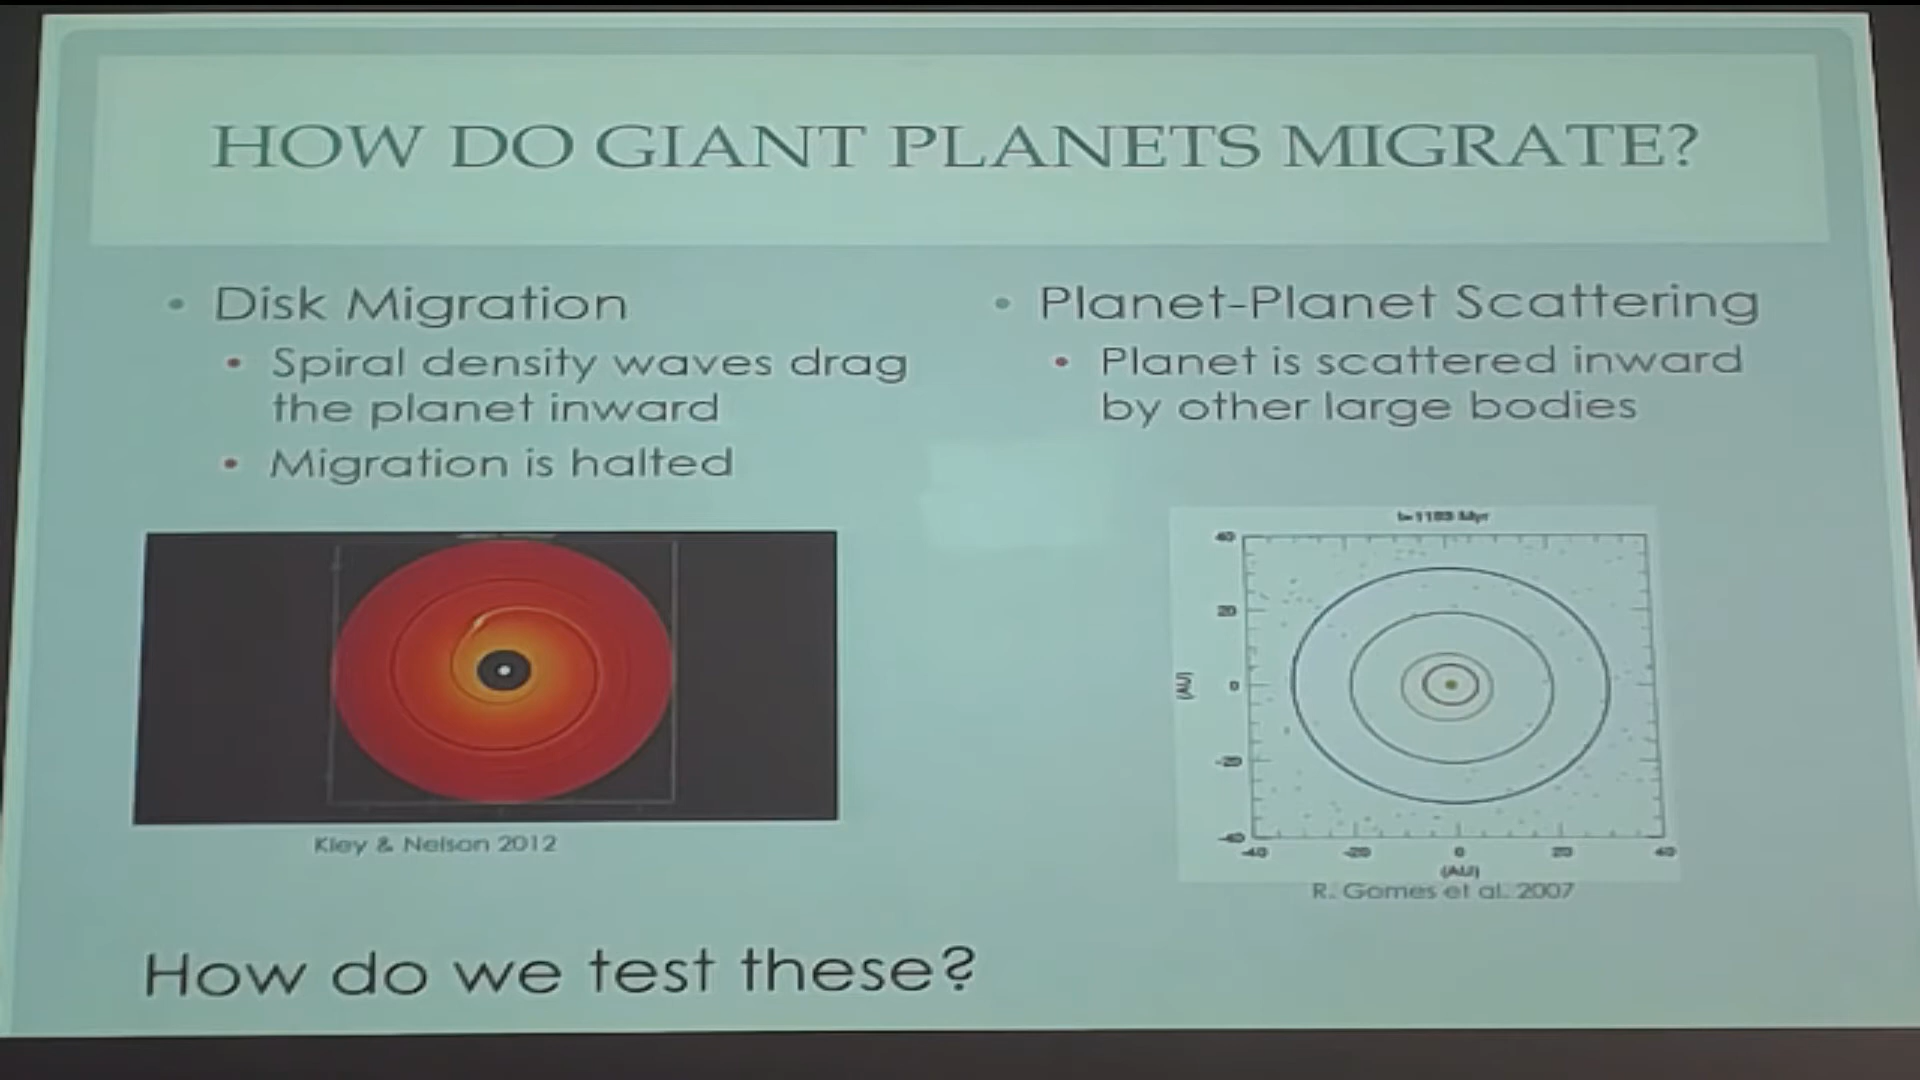 HOW DO GIANT PLANETS MIGRATE?
• Disk Migration
• Spiral density waves drag
the planet inward
• Migration is halted
Kley & Nelson 2012
• Planet-Planet Scattering
• Planet is scattered inward
by other large bodies
40
20
0
-20
-40
(AU)
-40 -20 0 20 40
(AU)
R. Gomes et al. 2007
How do we test these?